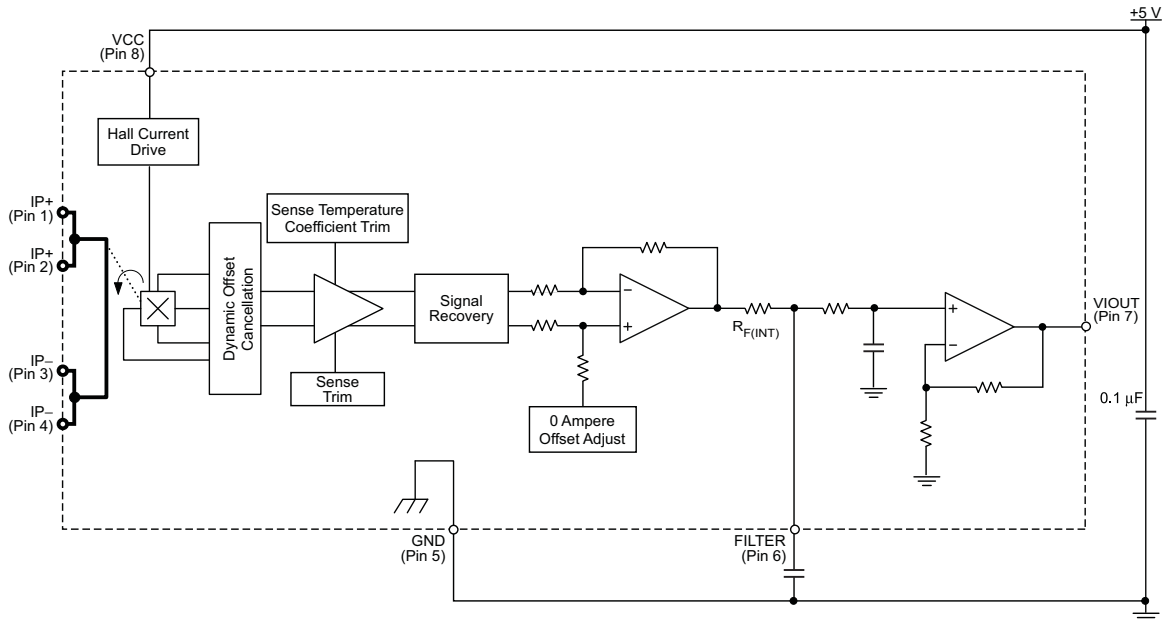 +5 V
VCC
(Pin 8)
Hall Current
Drive
IP+
(Pin 1)
IP+
(Pin 2)
IP−
(Pin 3)
IP−
(Pin 4)
Dynamic Offset
Cancellation
Sense Temperature
Coefficient Trim
Sense
Trim
Signal
Recovery
−
+
0 Ampere
Offset Adjust
RF(INT)
+
−
VIOUT
(Pin 7)
0.1 µF
GND
(Pin 5)
FILTER
(Pin 6)